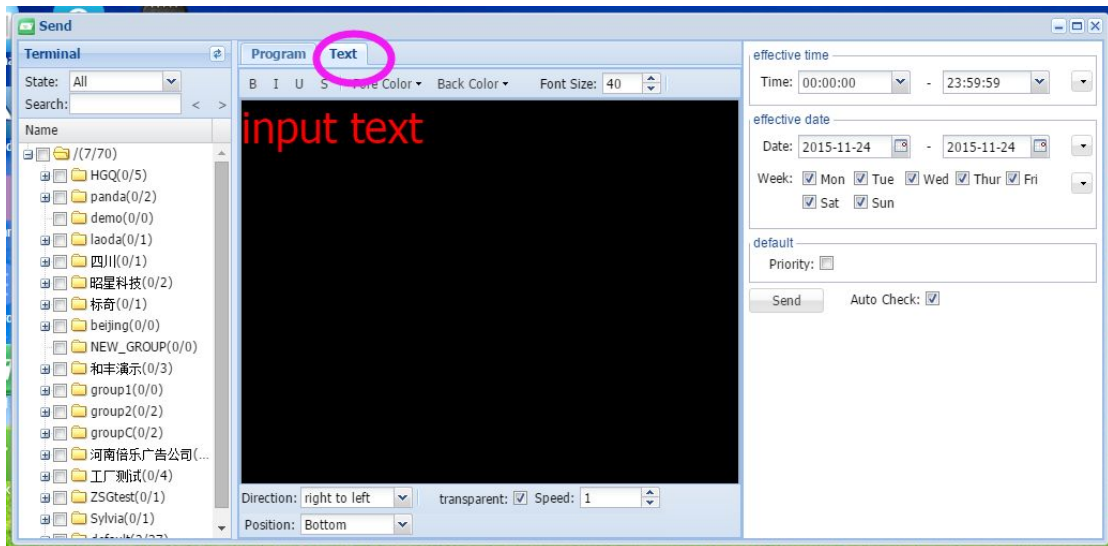 Send
Terminal
State: All
Search: < >
Name
/(7/70)
HGQ(0/5)
panda(0/2)
demo(0/0)
laoda(0/1)
四川(0/1)
昭星科技(0/2)
标奇(0/1)
beijing(0/0)
NEW_GROUP(0/0)
和丰演示(0/3)
group1(0/0)
group2(0/2)
groupC(0/2)
河南倍乐广告公司(...
工厂测试(0/4)
ZSGtest(0/1)
Sylvia(0/1)
default(3/37)
Program Text
B I U S Fore Color Back Color Font Size: 40
input text
Direction: right to left transparent: Speed: 1
Position: Bottom
effective time
Time: 00:00:00 - 23:59:59
effective date
Date: 2015-11-24 - 2015-11-24
Week: Mon Tue Wed Thur Fri
Sat Sun
default
Priority:
Send Auto Check: